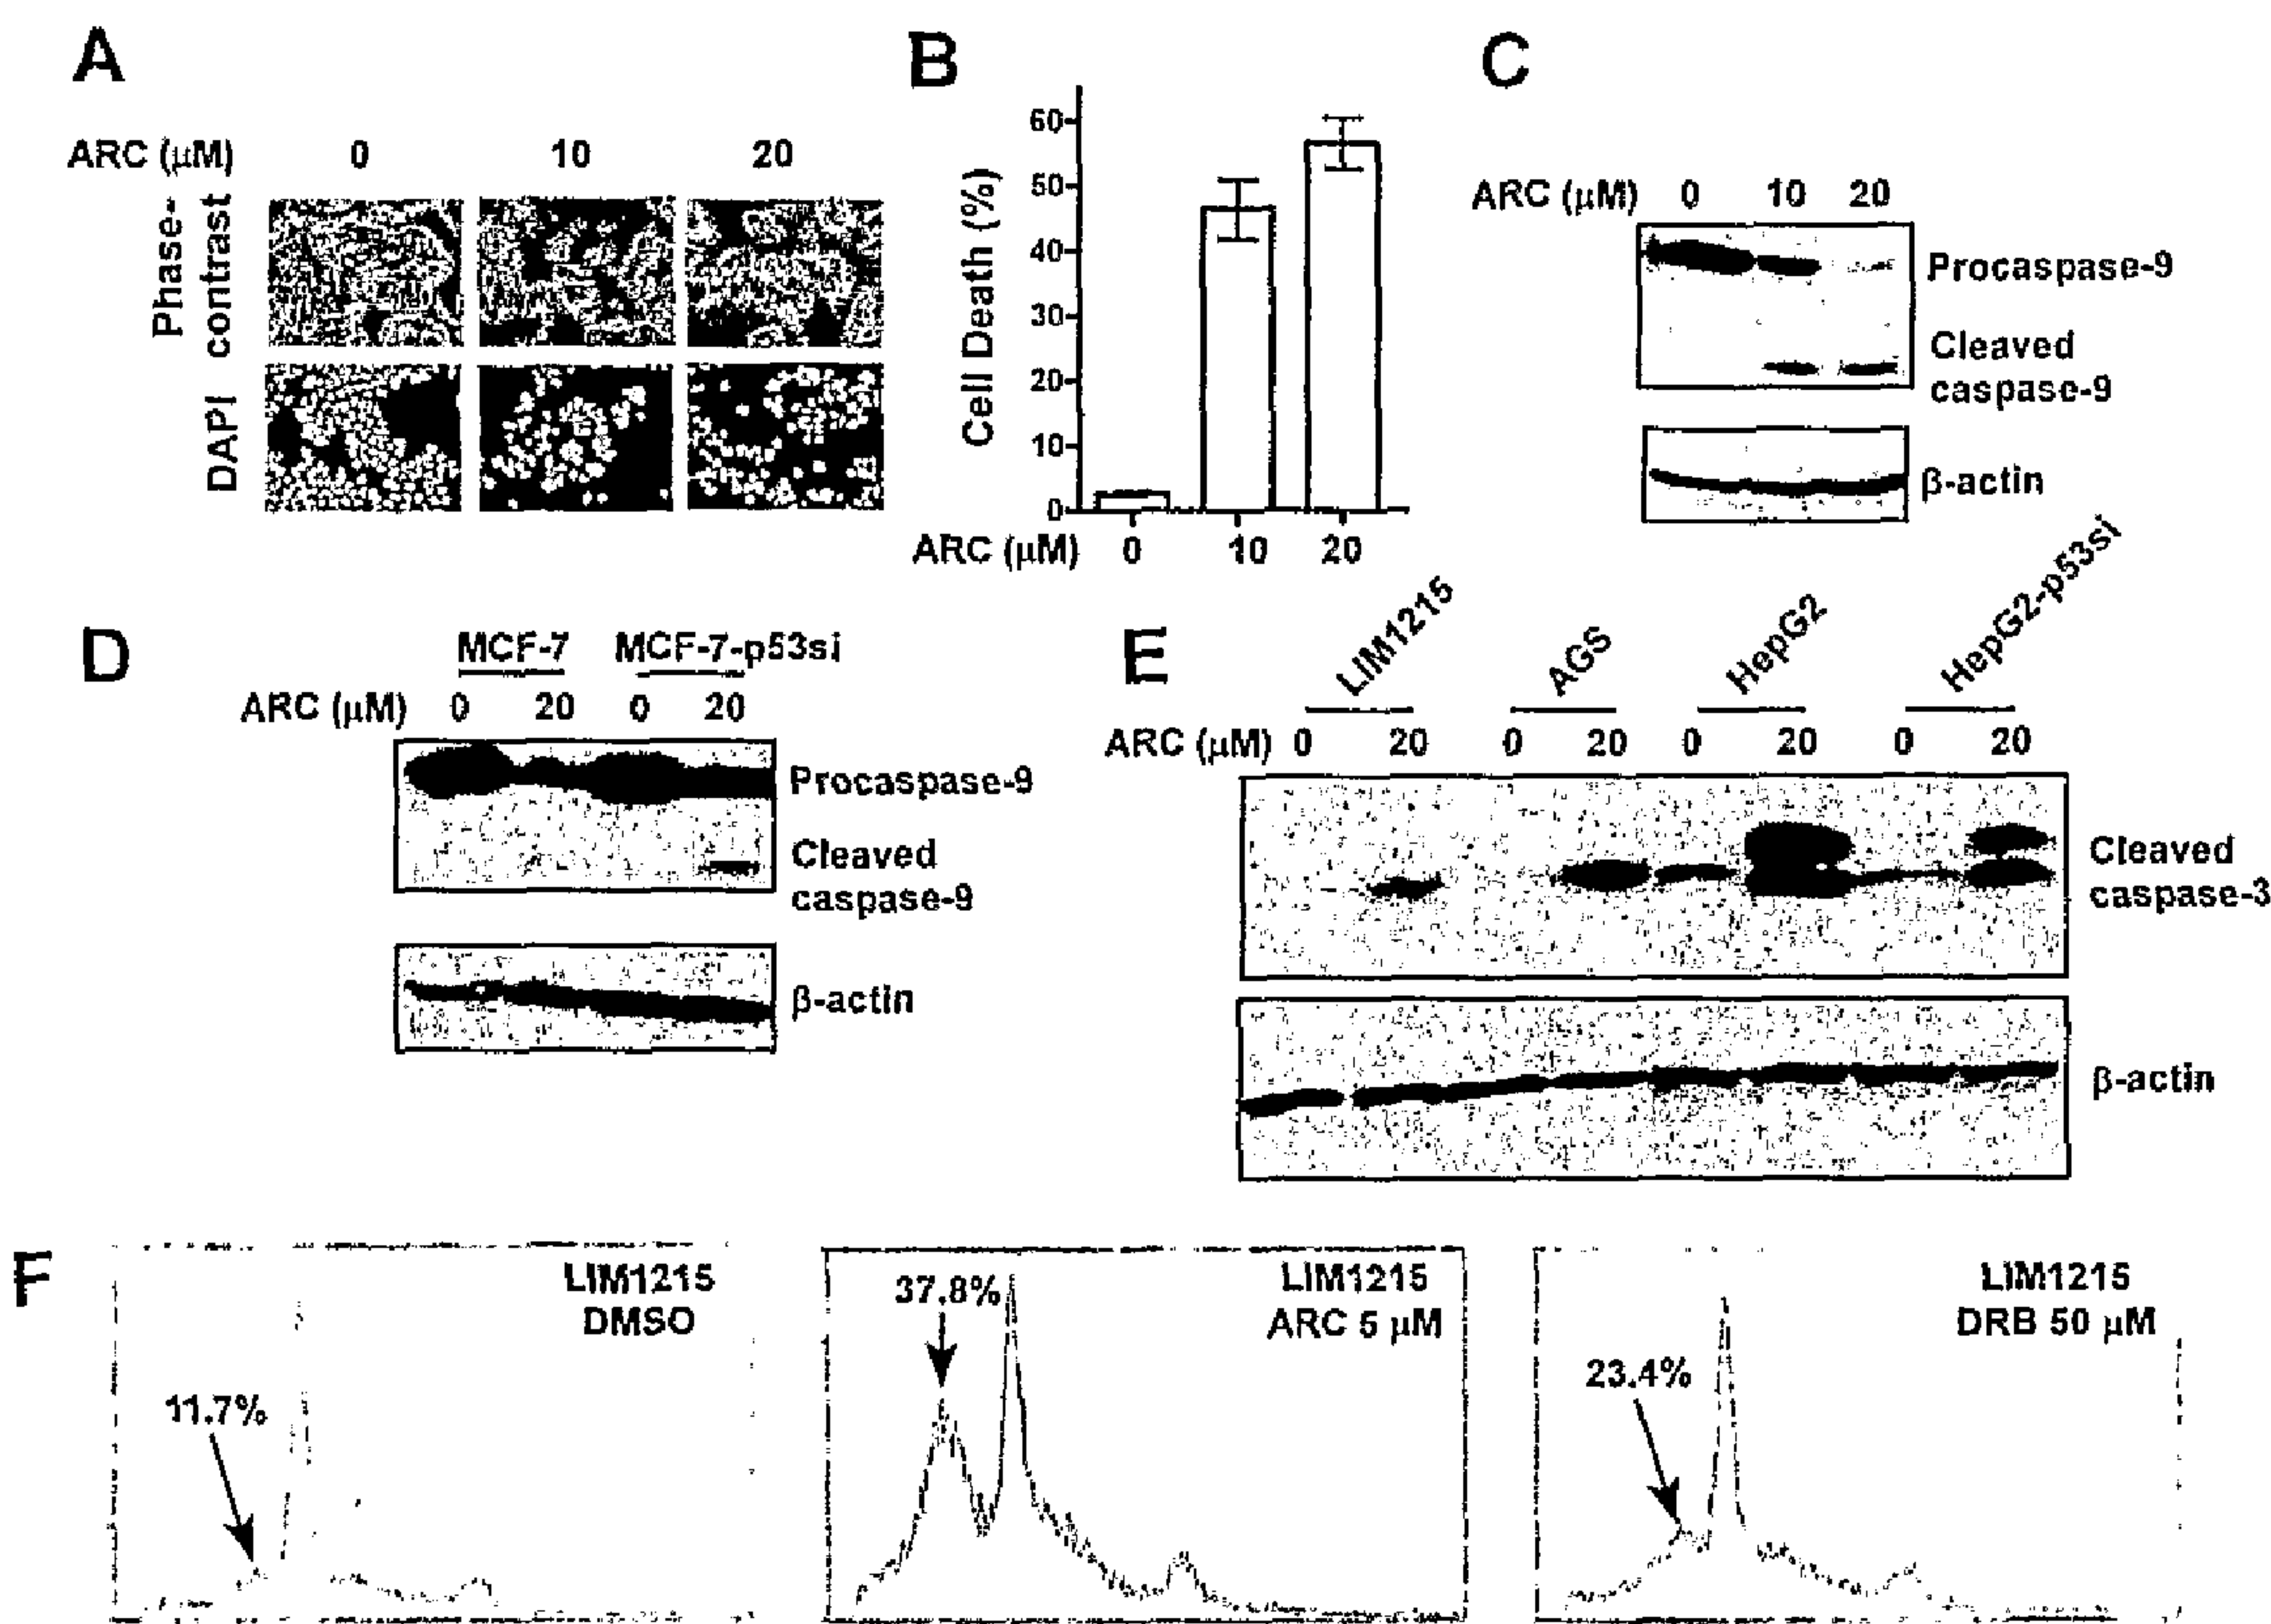 A
ARC (μM) 0 10 20
Phase-
contrast
DAPI
B
Cell Death (%)
60
50
40
30
20
10
0
ARC (μM) 0 10 20
C
ARC (μM) 0 10 20
Procaspase-9
Cleaved
caspase-9
β-actin
D
MCF-7 MCF-7-p53si
ARC (μM) 0 20 0 20
Procaspase-9
Cleaved
caspase-9
β-actin
E
LIM1215 AGS HepG2 HepG2-p53si
ARC (μM) 0 20 0 20 0 20 0 20
Cleaved
caspase-3
β-actin
F
LIM1215
DMSO
11.7%
37.8%
LIM1215
ARC 5 μM
LIM1215
DRB 50 μM
23.4%